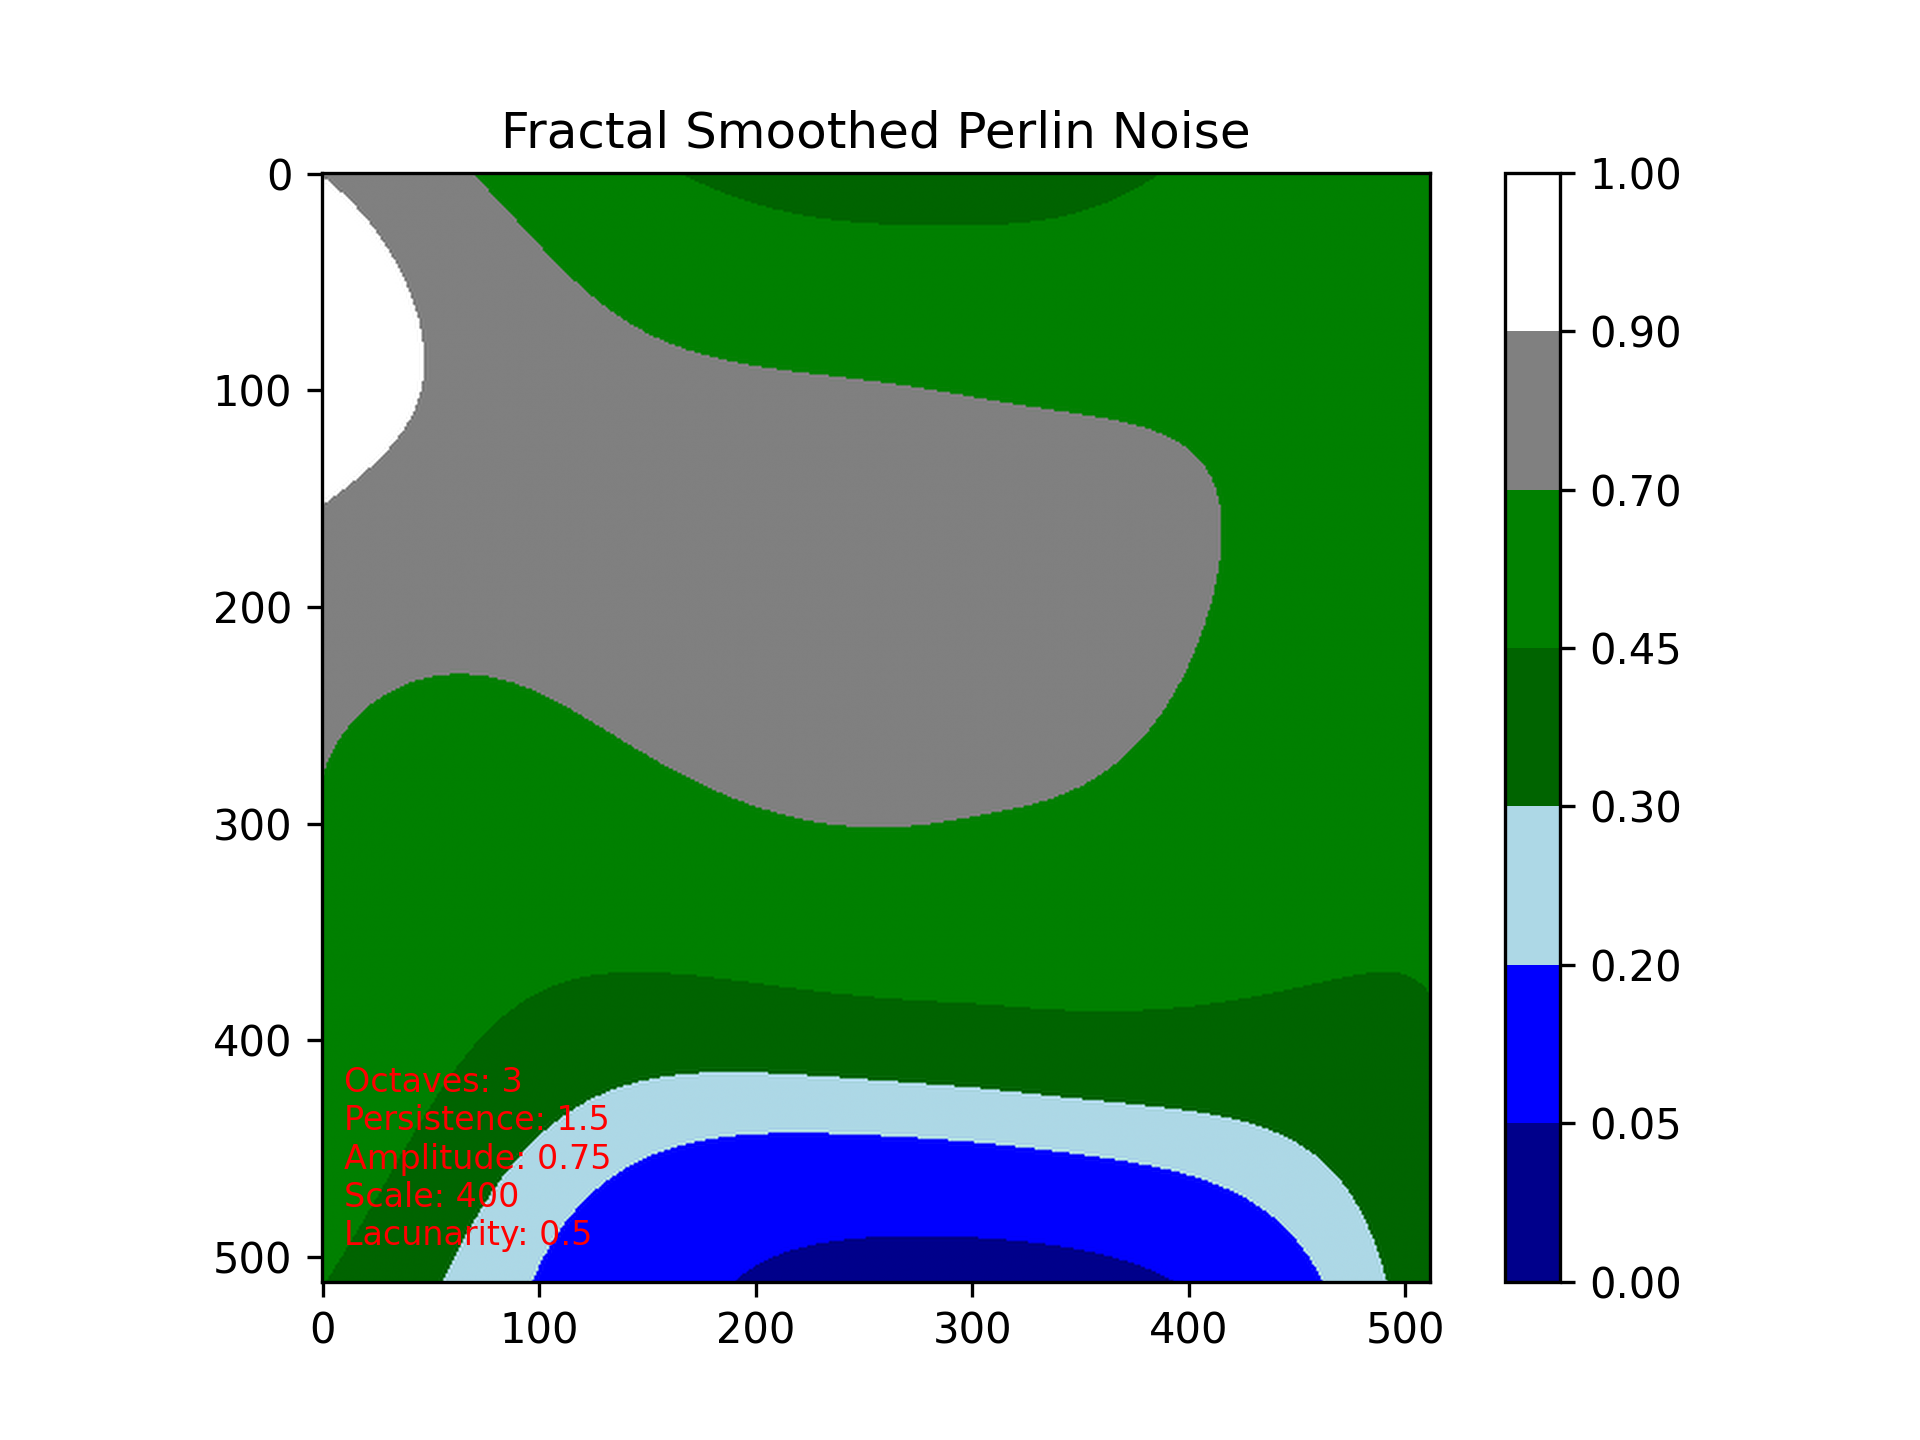 Fractal Smoothed Perlin Noise
0
100
200
300
400
500
0 100 200 300 400 500
Octaves: 3
Persistence: 1.5
Amplitude: 0.75
Scale: 400
Lacunarity: 0.5
1.00
0.90
0.70
0.45
0.30
0.20
0.05
0.00